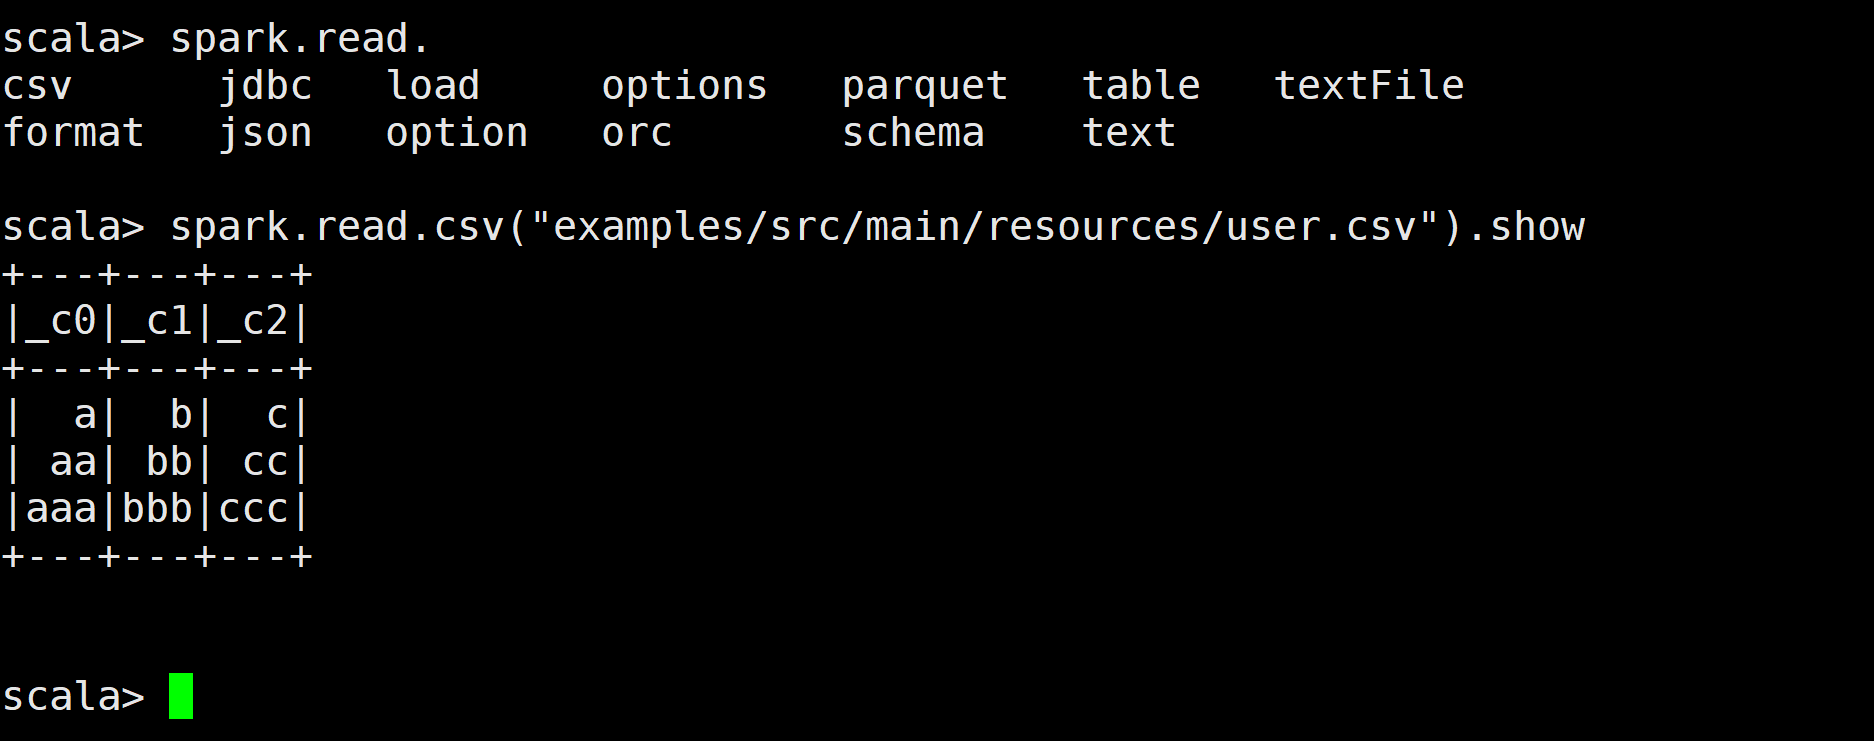 scala> spark.read.
csv      jdbc   load     options   parquet   table   textFile
format   json   option   orc       schema    text
scala> spark.read.csv("examples/src/main/resources/user.csv").show
+---+---+---+
|_c0|_c1|_c2|
+---+---+---+
|  a|  b|  c|
| aa| bb| cc|
|aaa|bbb|ccc|
+---+---+---+
scala>